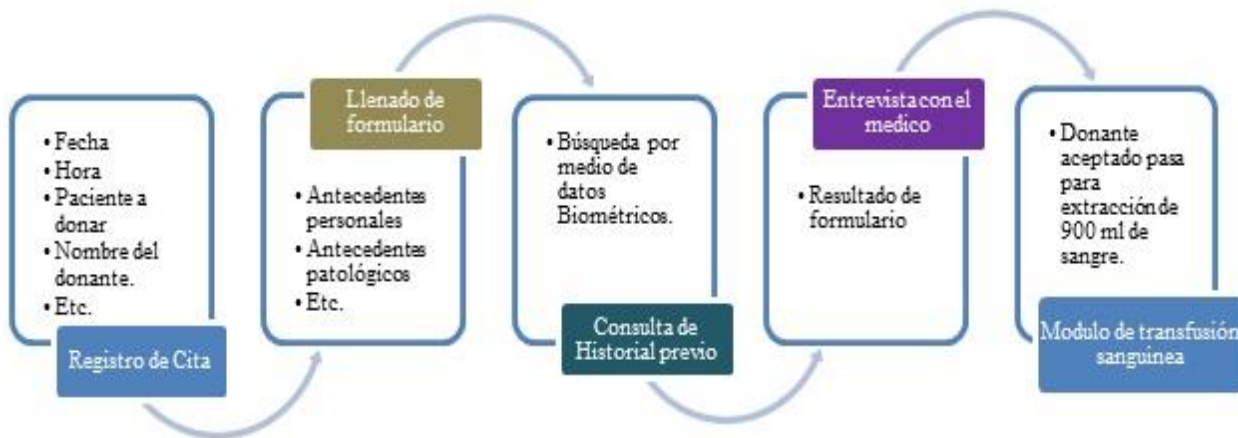 • Fecha
• Hora
• Paciente a
donar
• Nombre del
donante.
• Etc.
Registro de Cita
Llenado de
formulario
• Antecedentes
personales
• Antecedentes
patológicos
• Etc.
• Búsqueda por
medio de
datos
Biométricos.
Consulta de
Historial previo
Entrevista con el
medico
• Resultado de
formulario
• Donante
aceptado pasa
para
extracción de
900 ml de
sangre.
Modulo de transfusión
sanguínea